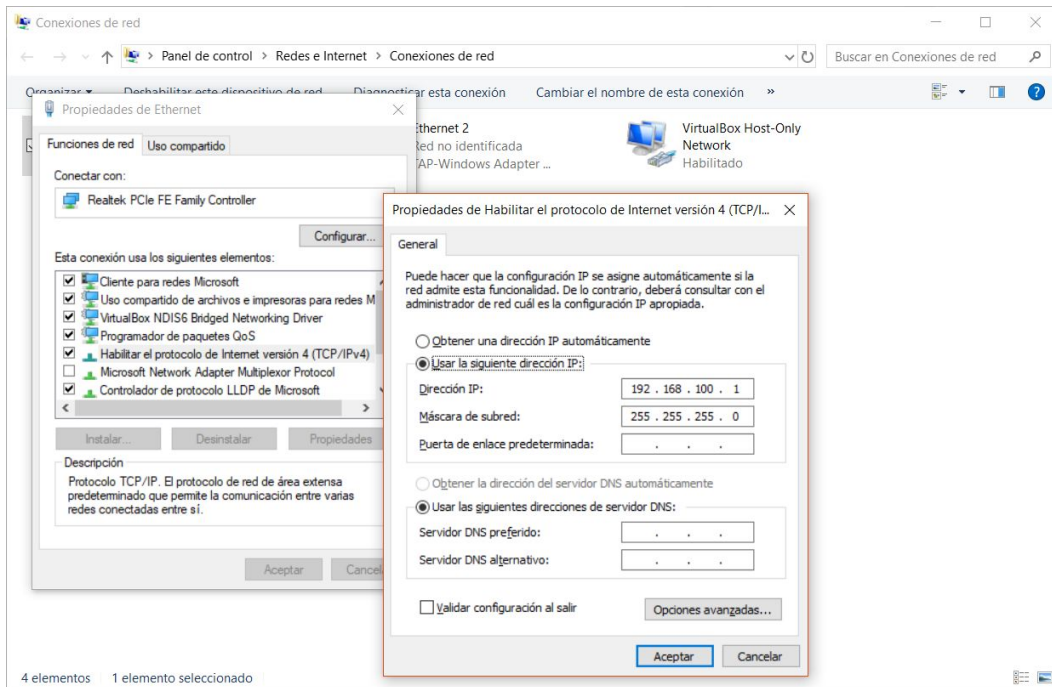 Conexiones de red
Panel de control > Redes e Internet > Conexiones de red
Buscar en Conexiones de red
Organizar Deshabilitar este dispositivo de red Diagnosticar esta conexión Cambiar el nombre de esta conexión »
Propiedades de Ethernet
Funciones de red Uso compartido
Conectar con:
Realtek PCIe FE Family Controller
Configurar...
Esta conexión usa los siguientes elementos:
Cliente para redes Microsoft
Uso compartido de archivos e impresoras para redes M
VirtualBox NDIS6 Bridged Networking Driver
Programador de paquetes QoS
Habilitar el protocolo de Internet versión 4 (TCP/IPv4)
Microsoft Network Adapter Multiplexor Protocol
Controlador de protocolo LLDP de Microsoft
Instalar... Desinstalar Propiedades
Descripción
Protocolo TCP/IP. El protocolo de red de área extensa
predeterminado que permite la comunicación entre varias
redes conectadas entre sí.
Aceptar Cancel
Ethernet 2
Red no identificada
TAP-Windows Adapter ...
VirtualBox Host-Only
Network
Habilitado
Propiedades de Habilitar el protocolo de Internet versión 4 (TCP/I...
General
Puede hacer que la configuración IP se asigne automáticamente si la
red admite esta funcionalidad. De lo contrario, deberá consultar con el
administrador de red cuál es la configuración IP apropiada.
Obtener una dirección IP automáticamente
Usar la siguiente dirección IP:
Dirección IP: 192 . 168 . 100 . 1
Máscara de subred: 255 . 255 . 255 . 0
Puerta de enlace predeterminada: . . .
Obtener la dirección del servidor DNS automáticamente
Usar las siguientes direcciones de servidor DNS:
Servidor DNS preferido: . . .
Servidor DNS alternativo: . . .
Validar configuración al salir
Opciones avanzadas...
Aceptar Cancelar
4 elementos 1 elemento seleccionado